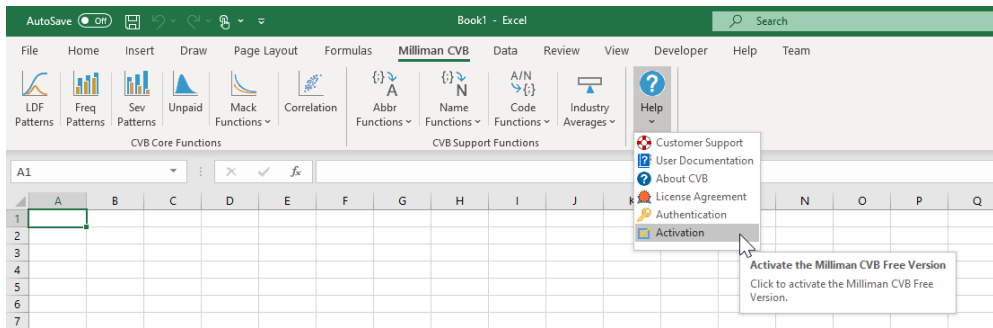 AutoSave Off Book1 - Excel Search
File Home Insert Draw Page Layout Formulas Milliman CVB Data Review View Developer Help Team
LDF Patterns
Freq Patterns
Sev Patterns
Unpaid
Mack Functions
Correlation
{;} A
Abbr Functions
{;} N
Name Functions
A/N {;}
Code Functions
Industry Averages
? Help
CVB Core Functions
CVB Support Functions
Customer Support
User Documentation
About CVB
License Agreement
Authentication
Activation
A1 fx
A B C D E F G H I J K N O P Q
1
2
3
4
5
6
7
Activate the Milliman CVB Free Version
Click to activate the Milliman CVB Free
Version.